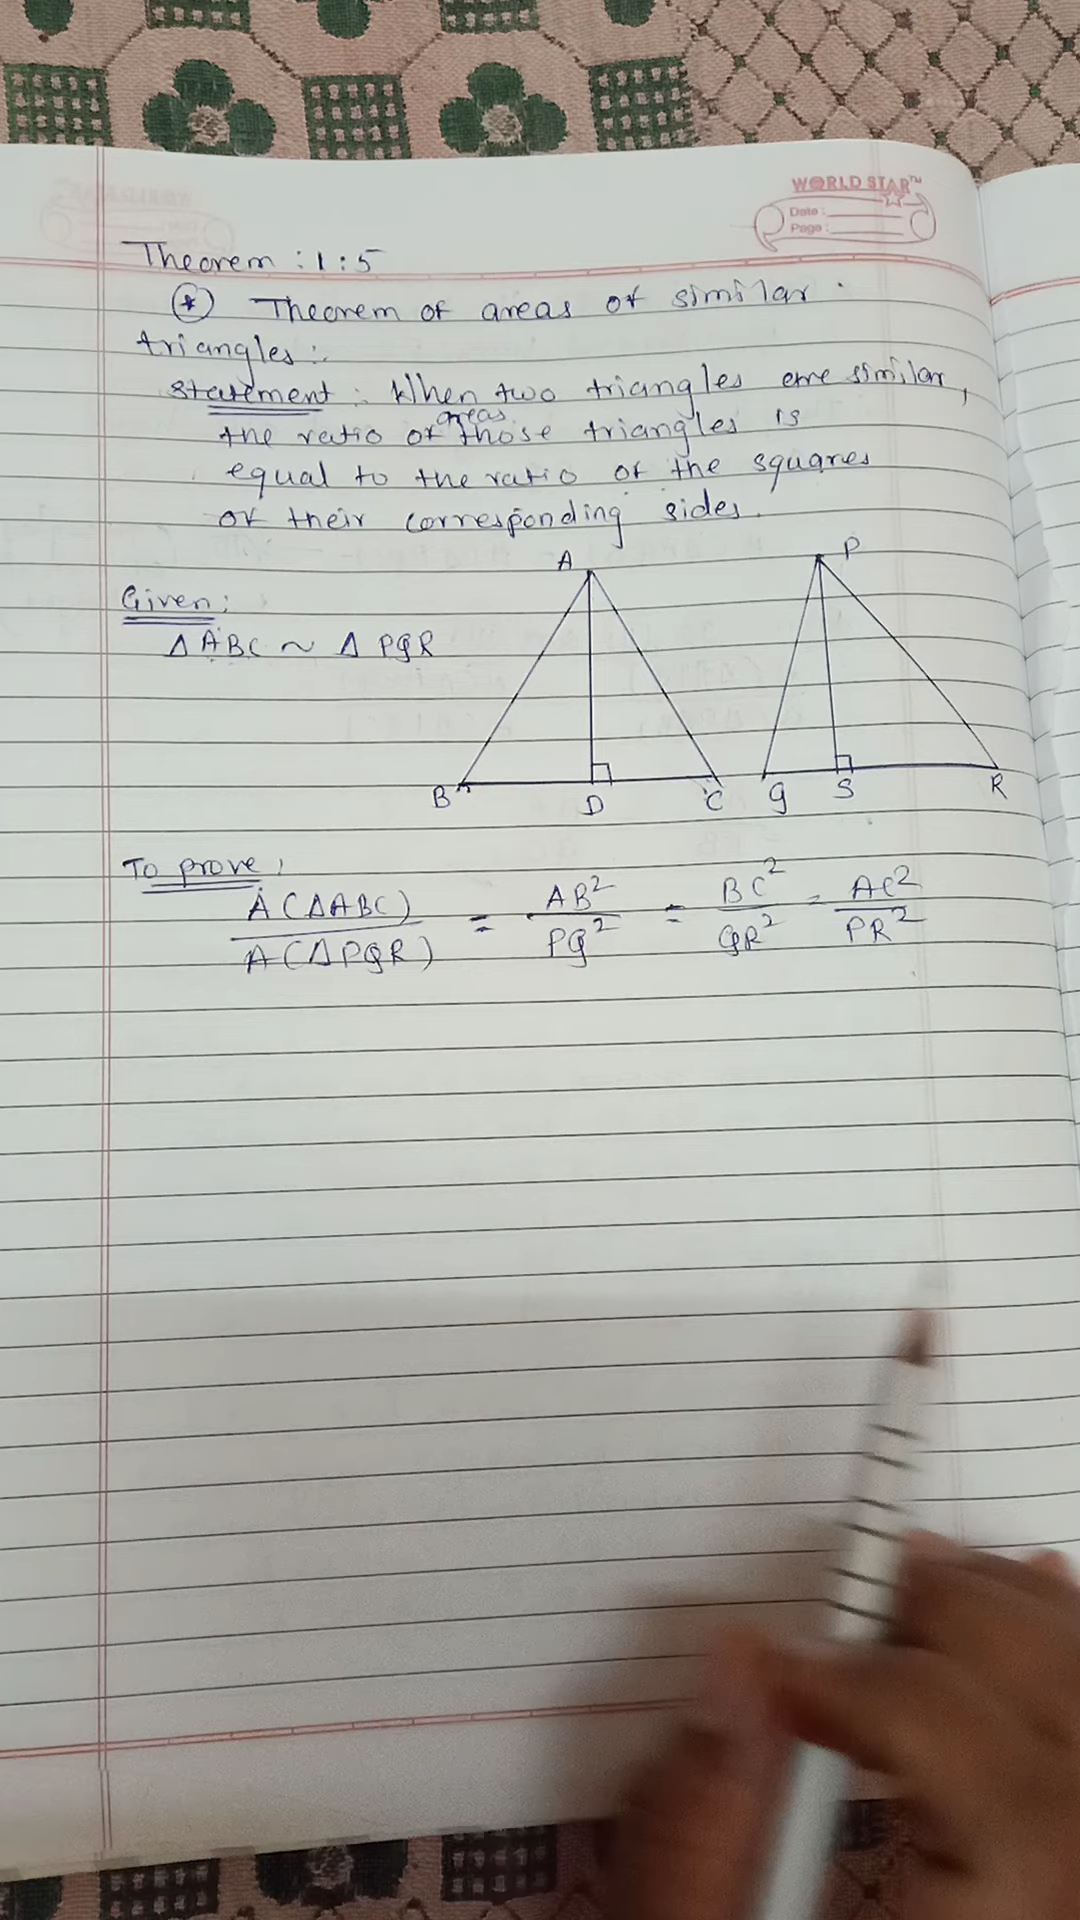 WORLD STAR™
Date :
Page :
Theorem : 1 : 5
* Theorem of areas of similar
triangles :
Statement : When two triangles are similar,
areas
the ratio of those triangles is
equal to the ratio of the squares
of their corresponding sides.
Given :
Δ ABC ~ Δ PQR
A P
B D C Q S R
To prove :
A(ΔABC) / A(ΔPQR) = AB² / PQ² = BC² / QR² = AC² / PR²